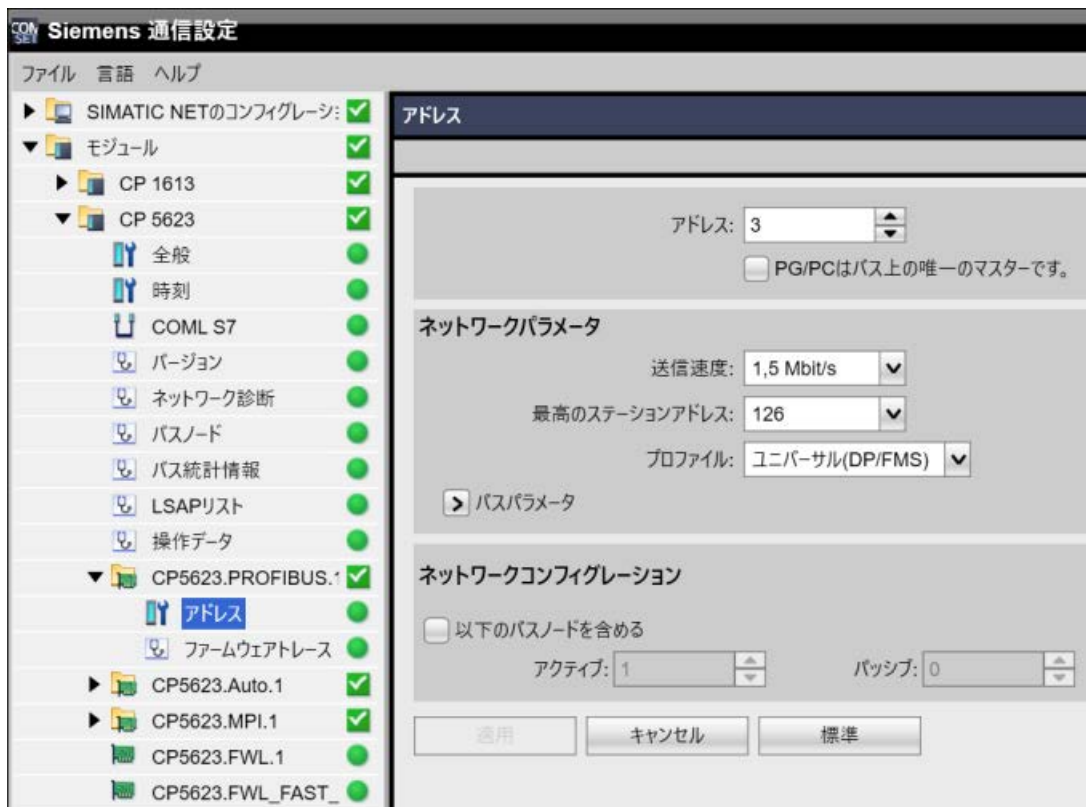 Siemens 通信設定
ファイル 言語 ヘルプ
SIMATIC NETのコンフィグレーシ
モジュール
CP 1613
CP 5623
全般
時刻
COML S7
バージョン
ネットワーク診断
バスノード
バス統計情報
LSAPリスト
操作データ
CP5623.PROFIBUS.1
アドレス
ファームウェアトレース
CP5623.Auto.1
CP5623.MPI.1
CP5623.FWL.1
CP5623.FWL_FAST_
アドレス
アドレス: 3
PG/PCはバス上の唯一のマスターです。
ネットワークパラメータ
送信速度: 1,5 Mbit/s
最高のステーションアドレス: 126
プロファイル: ユニバーサル(DP/FMS)
バスパラメータ
ネットワークコンフィグレーション
以下のバスノードを含める
アクティブ: 1 パッシブ: 0
適用 キャンセル 標準